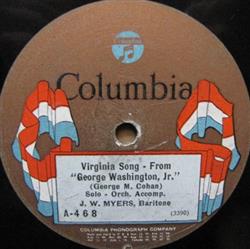 Columbia
Virginia Song - From
"George Washington, Jr."
(George M. Cohan)
Solo - Orch. Accomp.
J. W. MYERS, Baritone
A-468
(3390)
COLUMBIA PHONOGRAPH COMPANY